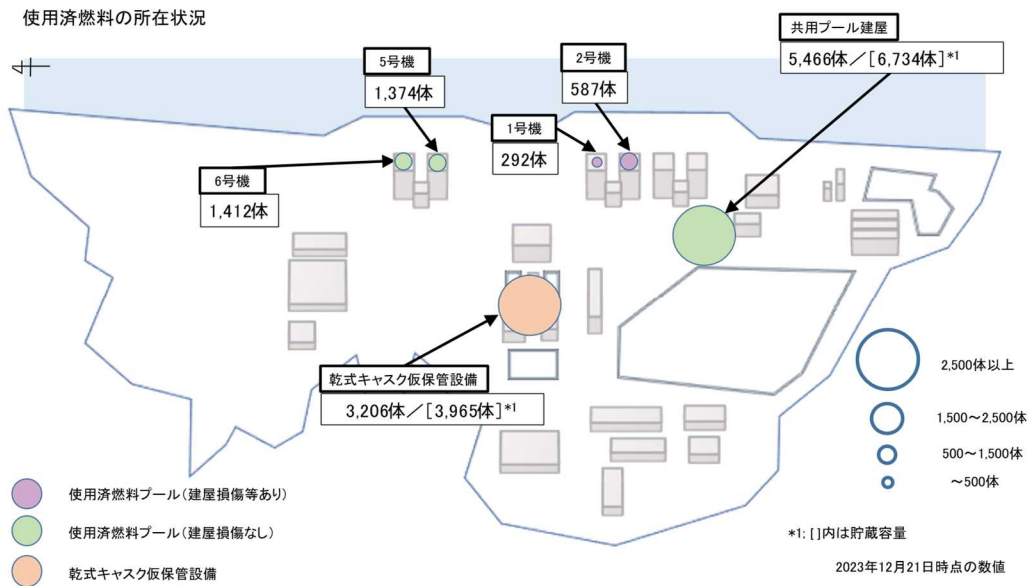 使用済燃料の所在状況
共用プール建屋
5,466体／[6,734体]*1
5号機
1,374体
2号機
587体
1号機
292体
6号機
1,412体
乾式キャスク仮保管設備
3,206体／[3,965体]*1
2,500体以上
1,500～2,500体
500～1,500体
～500体
使用済燃料プール（建屋損傷等あり）
使用済燃料プール（建屋損傷なし）
乾式キャスク仮保管設備
*1; [ ]内は貯蔵容量
2023年12月21日時点の数値